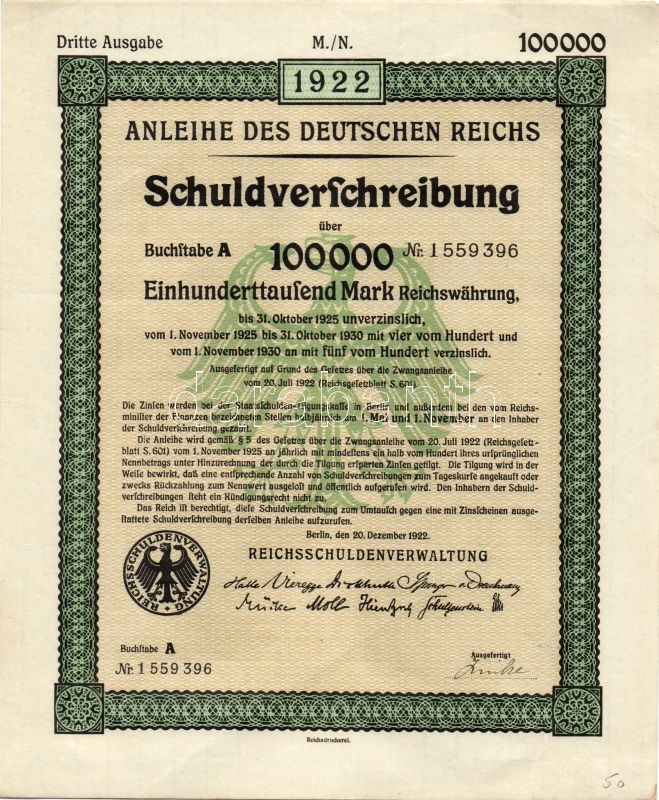 Dritte Ausgabe M./N. 100000
1922
ANLEIHE DES DEUTSCHEN REICHS
Schuldverſchreibung
über
Buchſtabe A 100000 Nr. 1559396
Einhunderttauſend Mark Reichswährung,
bis 31. Oktober 1925 unverzinslich,
vom 1. November 1925 bis 31. Oktober 1930 mit vier vom Hundert und
vom 1. November 1930 an mit fünf vom Hundert verzinslich.
Ausgefertigt auf Grund des Geſetzes über die Zwangsanleihe
vom 20. Juli 1922 (Reichsgeſetzblatt S. 601)
Die Zinſen werden bei der Staatsſchulden-Tilgungskaſſe in Berlin und außerdem bei den vom Reichs-
miniſter der Finanzen bezeichneten Stellen halbjährlich am 1. Mai und 1. November an den Inhaber
der Schuldverſchreibung gezahlt.
Die Anleihe wird gemäß § 5 des Geſetzes über die Zwangsanleihe vom 20. Juli 1922 (Reichsgeſetz-
blatt S. 601) vom 1. November 1925 an jährlich mit mindeſtens ein halb vom Hundert ihres urſprünglichen
Nennbetrags unter Hinzurechnung der durch die Tilgung erſparten Zinſen getilgt. Die Tilgung wird in der
Weiſe bewirkt, daß eine entſprechende Anzahl von Schuldverſchreibungen zum Tageskurſe angekauft oder
zwecks Rückzahlung zum Nennwert ausgeloſt und öffentlich aufgerufen wird. Den Inhabern der Schuld-
verſchreibungen ſteht ein Kündigungsrecht nicht zu.
Das Reich iſt berechtigt, dieſe Schuldverſchreibung zum Umtauſch gegen eine mit Zinsſcheinen ausge-
ſtattete Schuldverſchreibung derſelben Anleihe aufzurufen.
Berlin, den 20. Dezember 1922.
REICHSSCHULDENVERWALTUNG
REICHSSCHULDENVERWALTUNG
Halle Vieregge Springer
Mücke Moll
Buchſtabe A
Nr. 1559396
Ausgefertigt
Reichsdruckerei.
50